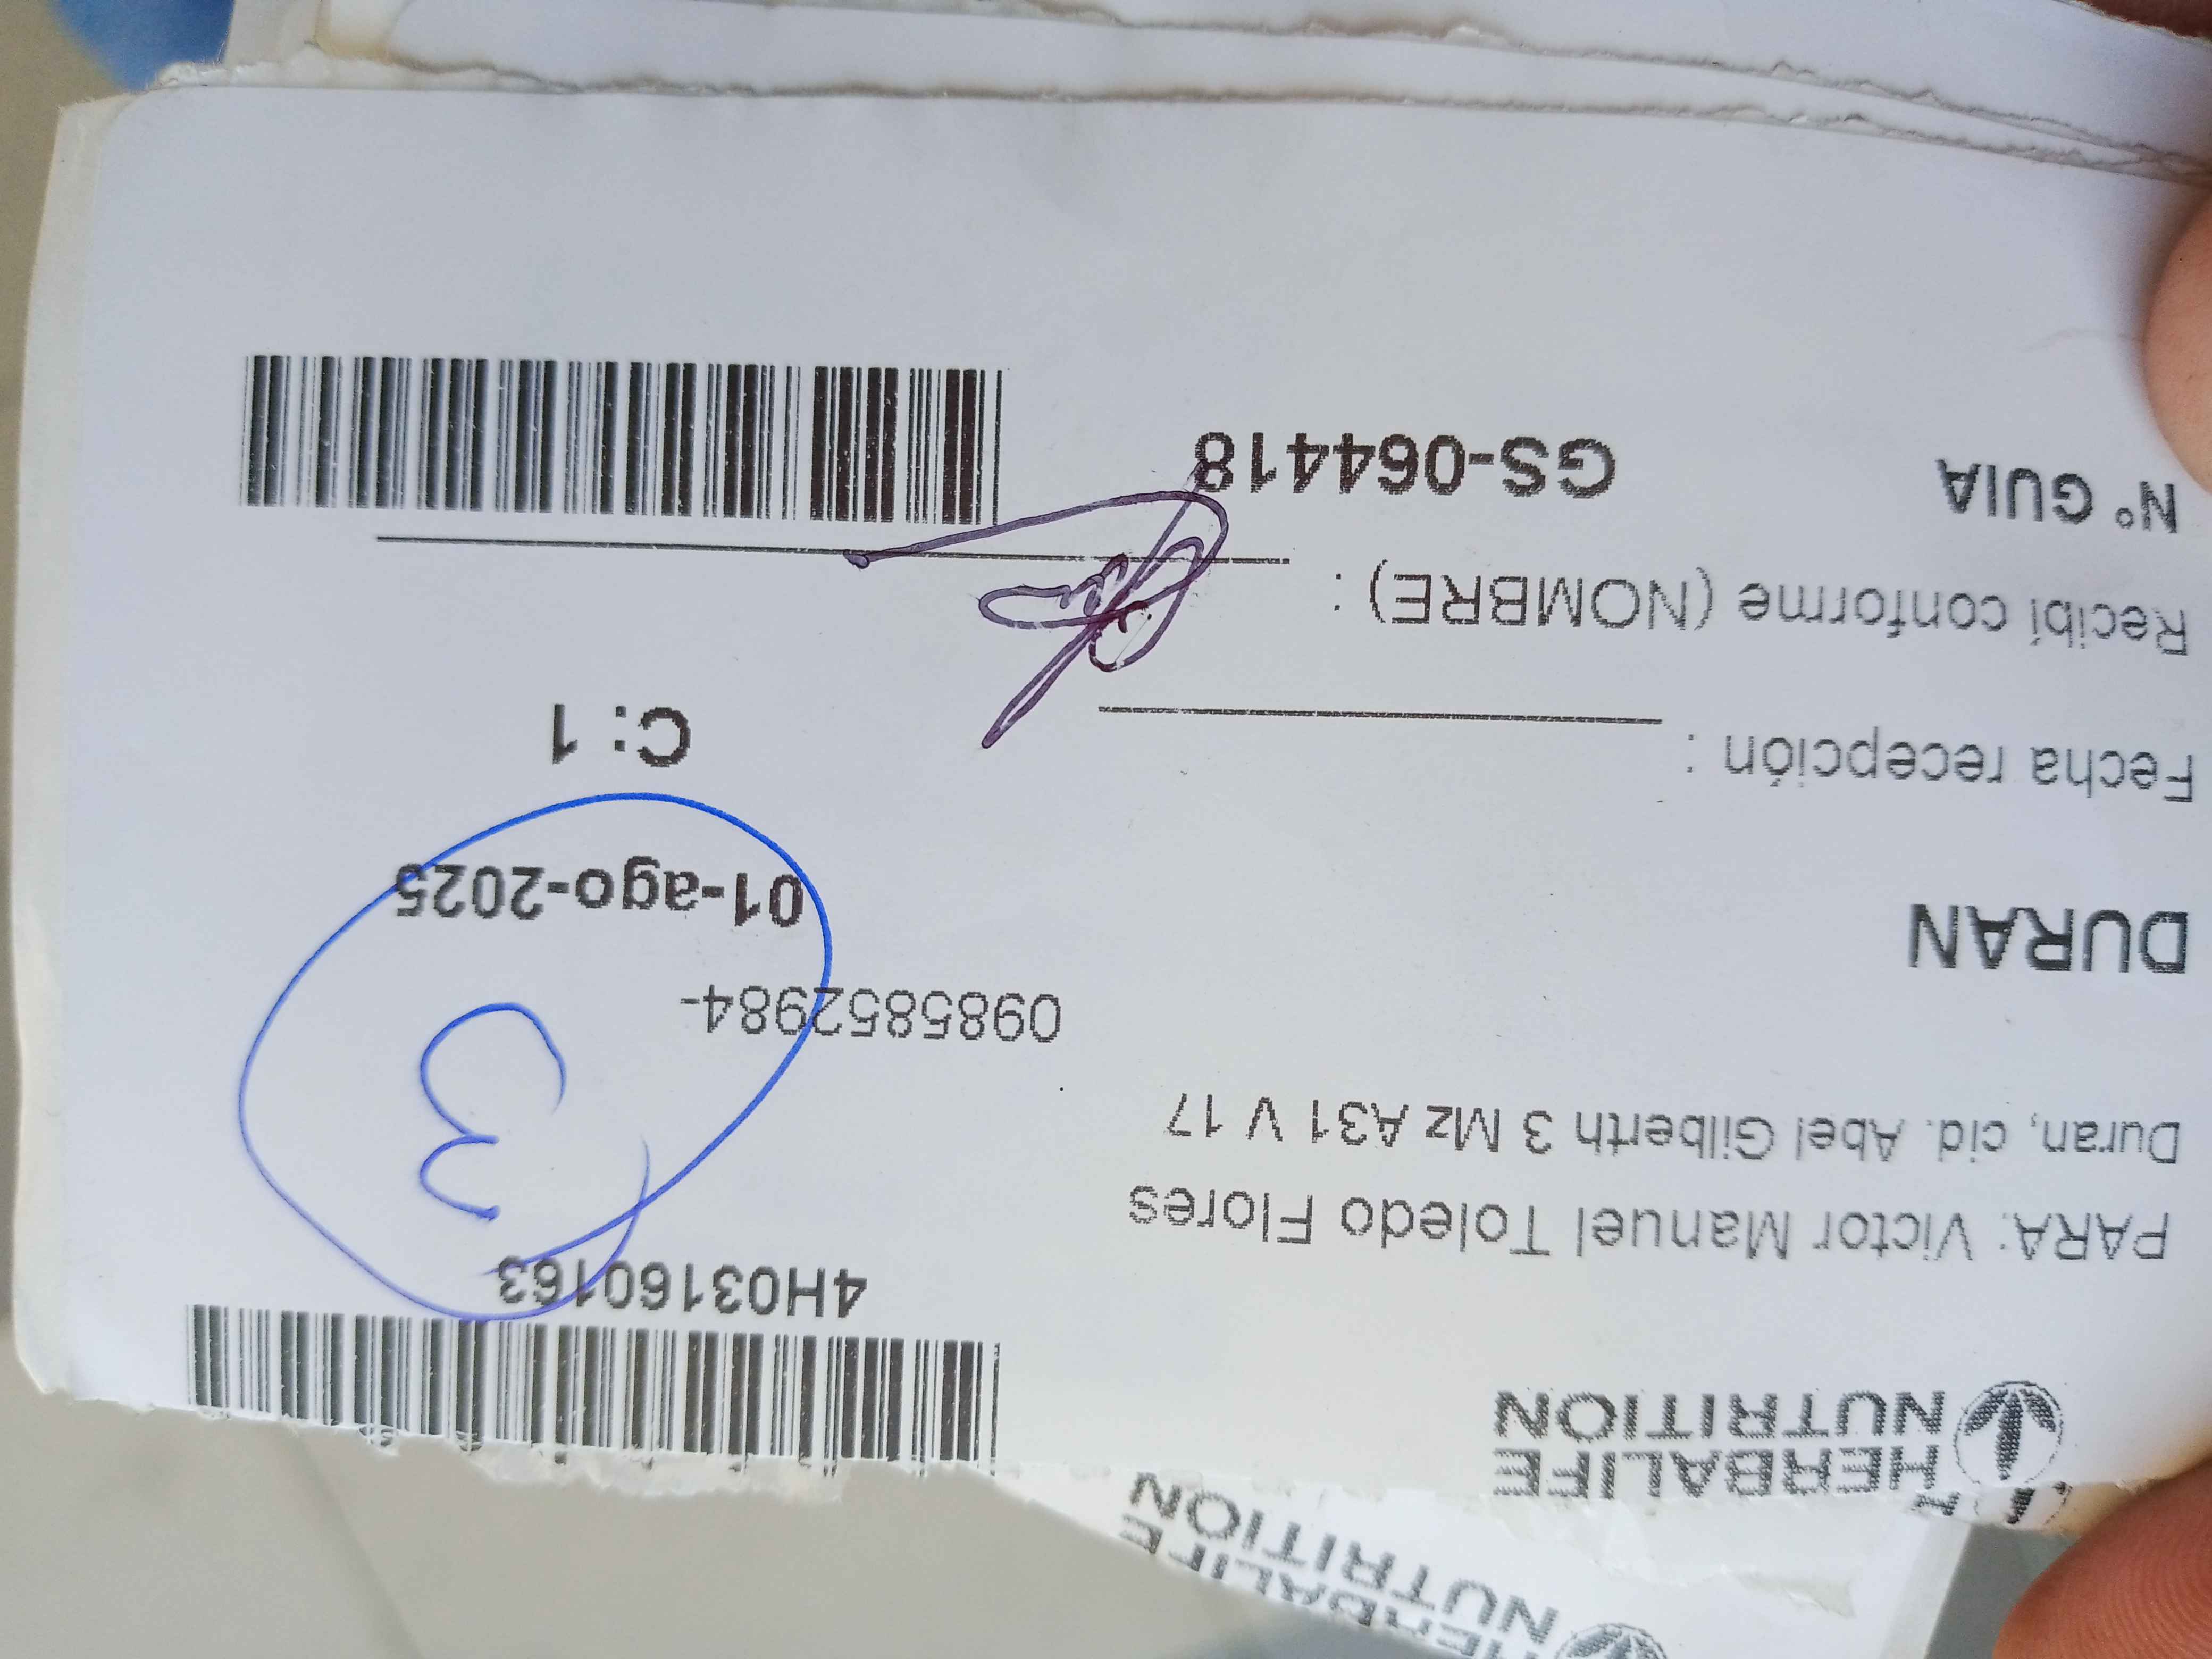 HERBALIFE
NUTRITION
4H03160163
PARA: Victor Manuel Toledo Flores
Duran, cid. Abel Gilberth 3 Mz A31 V 17
0985852984-
3
DURAN
01-ago-2025
Fecha recepción :
C: 1
Recibí conforme (NOMBRE) :
Nº GUIA
GS-064418
HERBALIFE
NUTRITION